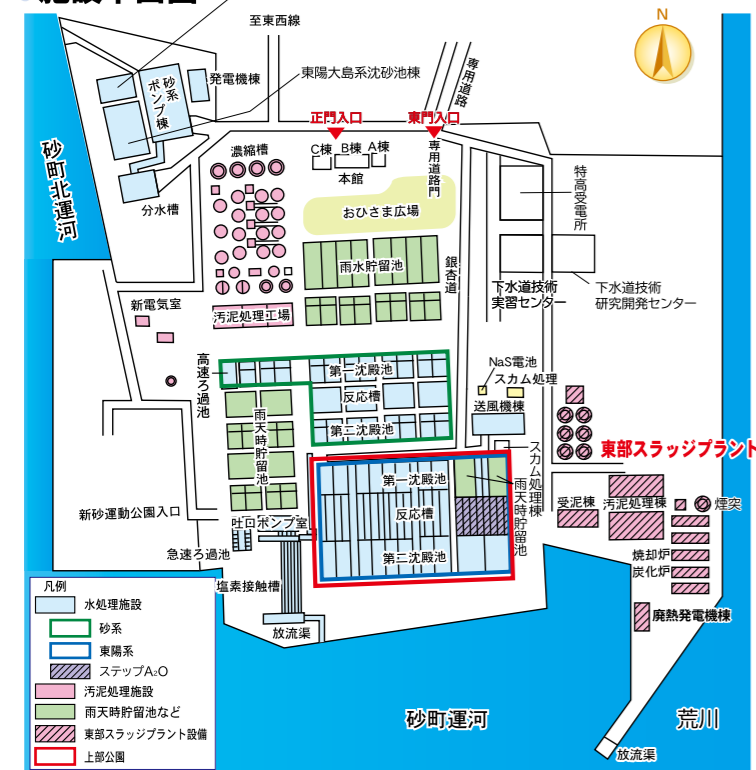 至東西線
N
発電機棟
砂系
ポンプ棟
東陽大島系沈砂池棟
専用道路
正門入口
東門入口
砂町北運河
濃縮槽
C棟
B棟
A棟
本館
専用道路門
分水槽
おひさま広場
特高受電所
雨水貯留池
銀杏道
下水道技術
実習センター
下水道技術
研究開発センター
新電気室
汚泥処理工場
高速ろ過池
第一沈殿池
反応槽
第二沈殿池
NaS電池
スカム処理
送風機棟
雨天時貯留池
東部スラッジプラント
スカム処理棟
雨天時貯留池
第一沈殿池
反応槽
第二沈殿池
受泥棟
汚泥処理棟
煙突
新砂運動公園入口
吐口ポンプ室
急速ろ過池
焼却炉
炭化炉
塩素接触槽
廃熱発電機棟
放流渠
凡例
水処理施設
砂系
東陽系
ステップA₂O
汚泥処理施設
雨天時貯留池など
東部スラッジプラント設備
上部公園
砂町運河
荒川
放流渠